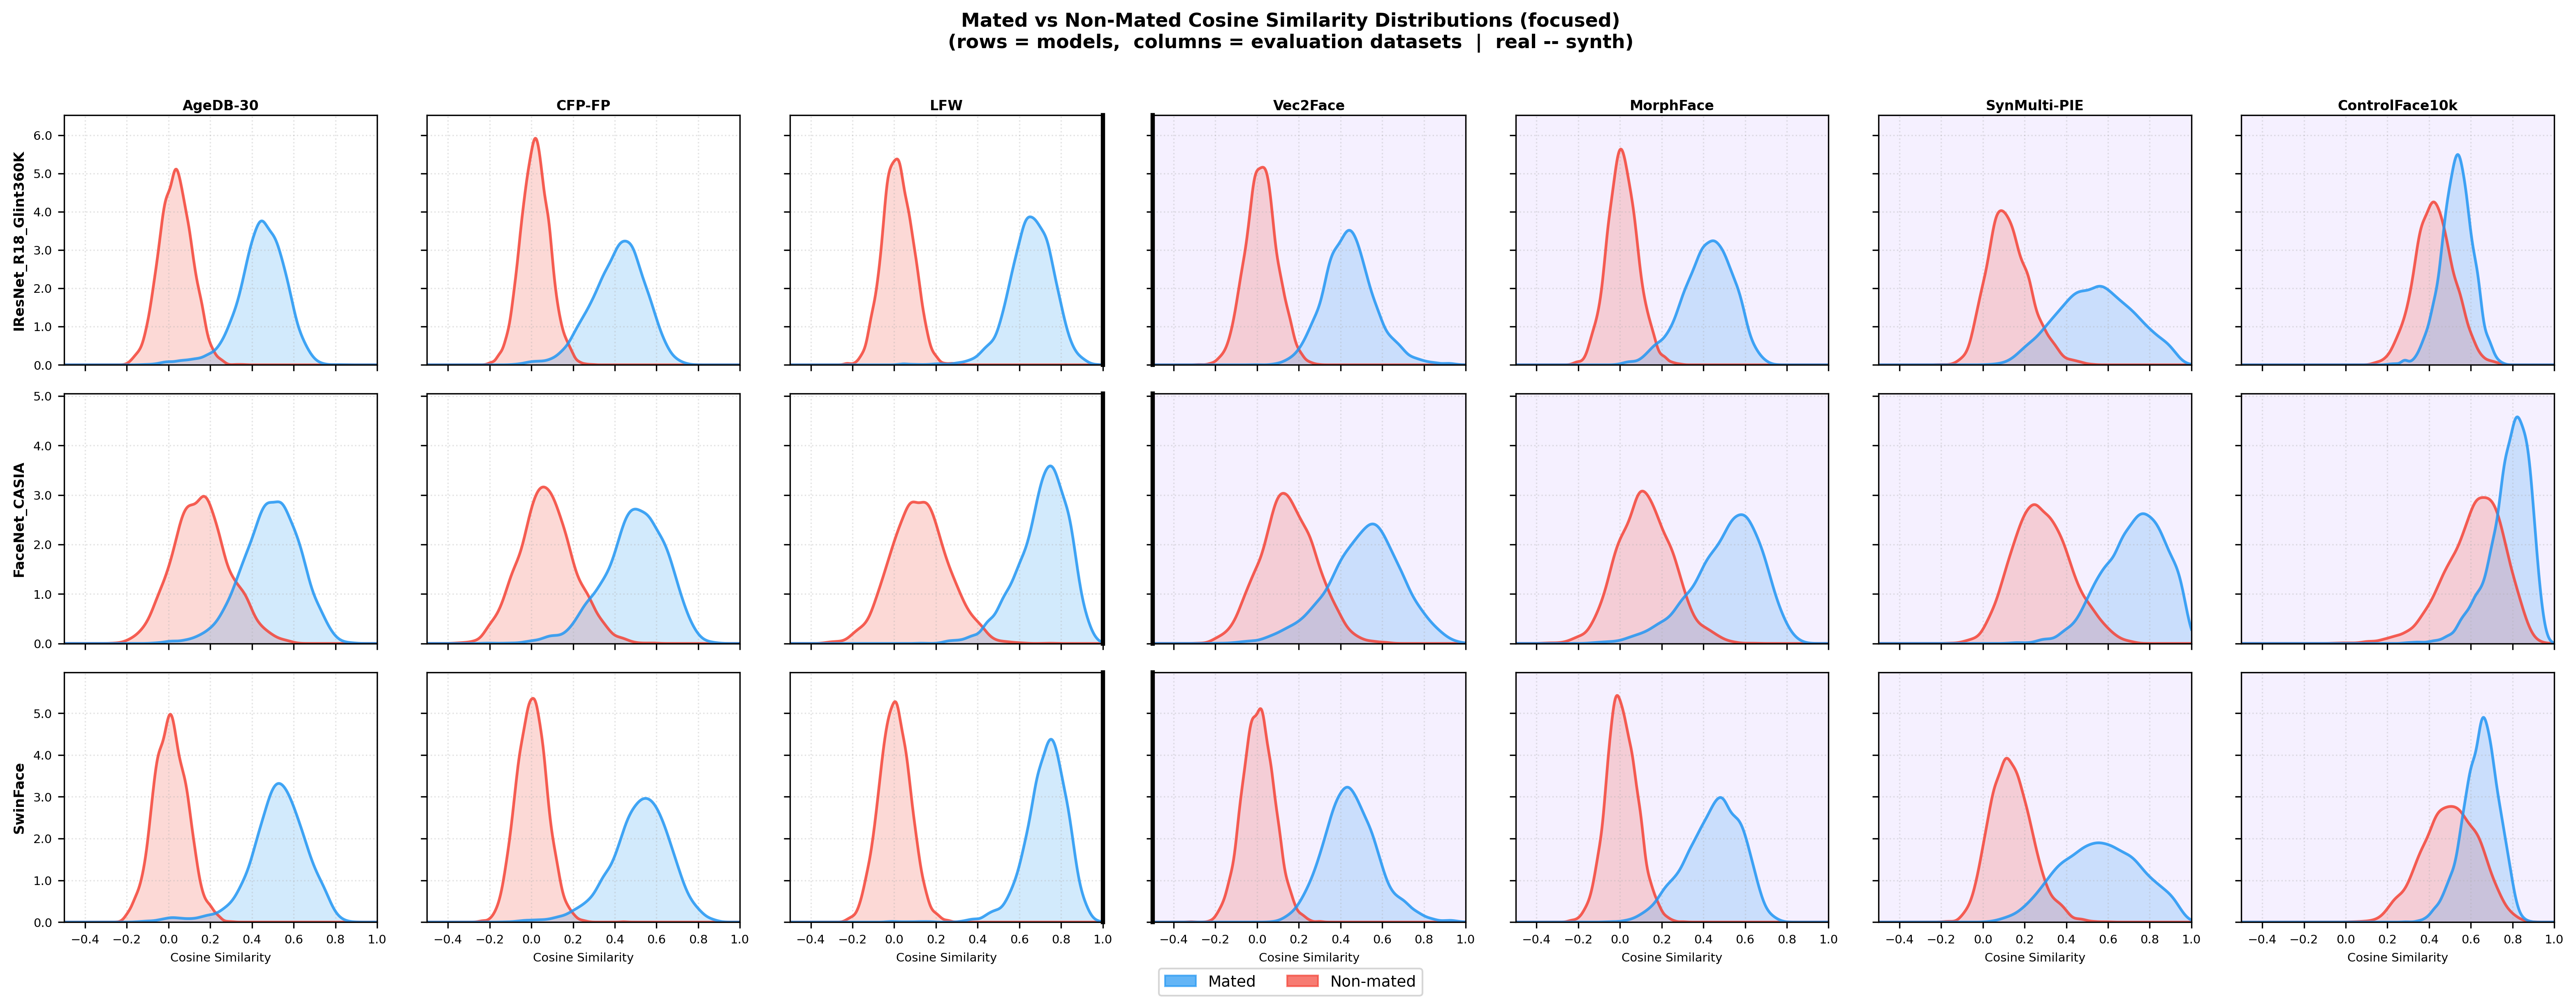 Mated vs Non-Mated Cosine Similarity Distributions (focused)
(rows = models,  columns = evaluation datasets  |  real -- synth)
AgeDB-30 CFP-FP LFW Vec2Face MorphFace SynMulti-PIE ControlFace10k
IResNet_R18_Glint360K
6.0
5.0
4.0
3.0
2.0
1.0
0.0
FaceNet_CASIA
5.0
4.0
3.0
2.0
1.0
0.0
SwinFace
5.0
4.0
3.0
2.0
1.0
0.0
−0.4 −0.2 0.0 0.2 0.4 0.6 0.8 1.0 −0.4 −0.2 0.0 0.2 0.4 0.6 0.8 1.0 −0.4 −0.2 0.0 0.2 0.4 0.6 0.8 1.0 −0.4 −0.2 0.0 0.2 0.4 0.6 0.8 1.0 −0.4 −0.2 0.0 0.2 0.4 0.6 0.8 1.0 −0.4 −0.2 0.0 0.2 0.4 0.6 0.8 1.0 −0.4 −0.2 0.0 0.2 0.4 0.6 0.8 1.0
Cosine Similarity Cosine Similarity Cosine Similarity Cosine Similarity Cosine Similarity Cosine Similarity Cosine Similarity
Mated Non-mated